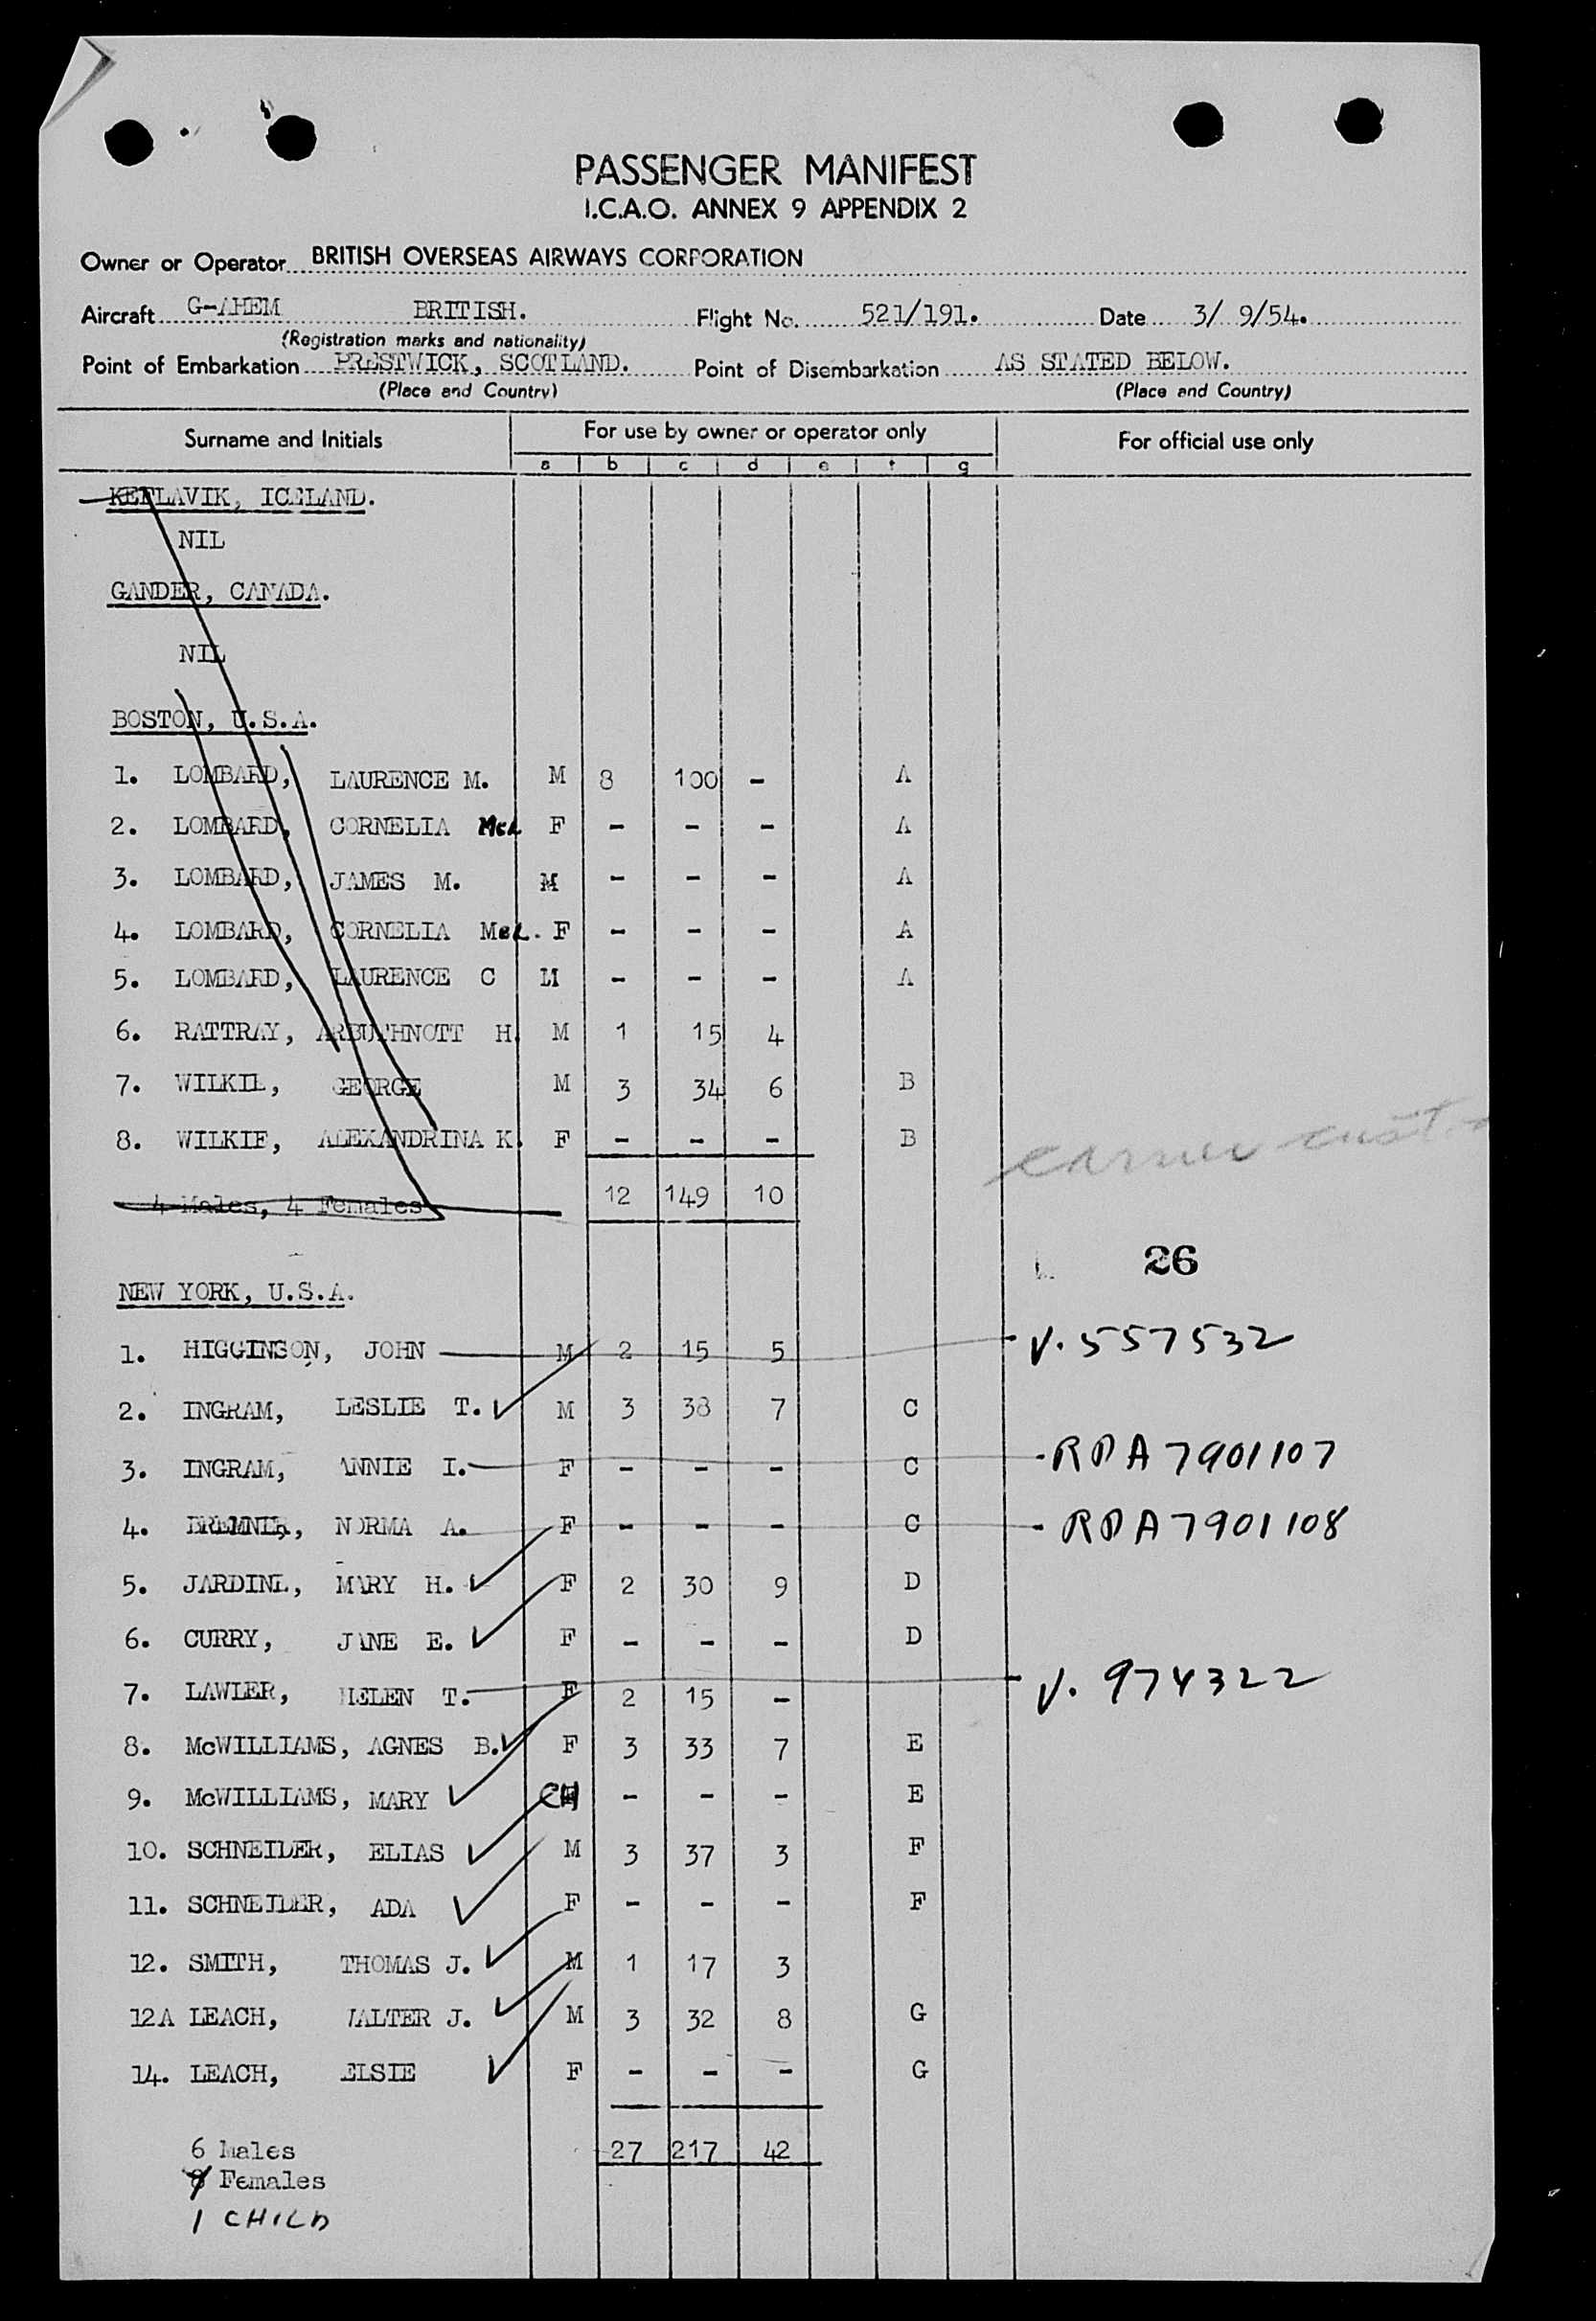 PASSENGER MANIFEST
I.C.A.O. ANNEX 9 APPENDIX 2
Owner or Operator BRITISH OVERSEAS AIRWAYS CORPORATION
Aircraft G-AHEM BRITISH. Flight No. 521/191. Date 3/ 9/54.
(Registration marks and nationality)
Point of Embarkation PRESTWICK, SCOTLAND. Point of Disembarkation AS STATED BELOW.
(Place and Country) (Place and Country)
Surname and Initials For use by owner or operator only For official use only
a b c d e f g
KEFLAVIK, ICELAND.
NIL
GANDER, CANADA.
NIL
BOSTON, U.S.A.
1. LOMBARD, LAURENCE M. M 8 100 - A
2. LOMBARD, CORNELIA McL F - - - A
3. LOMBARD, JAMES M. M - - - A
4. LOMBARD, CORNELIA McL. F - - - A
5. LOMBARD, LAURENCE C M - - - A
6. RATTRAY, ARBUTHNOTT H. M 1 15 4
7. WILKIE, GEORGE M 3 34 6 B
8. WILKIE, ALEXANDRINA K. F - - - B
4 Males, 4 Females 12 149 10
26
NEW YORK, U.S.A.
1. HIGGINSON, JOHN M 2 15 5 V. 557532
2. INGRAM, LESLIE T. M 3 38 7 C
3. INGRAM, ANNIE I. F - - - C - RPA 7901107
4. BREMNER, NORMA A. F - - - C - RPA 7901108
5. JARDINE, MARY H. F 2 30 9 D
6. CURRY, JANE E. F - - - D
7. LAWLER, HELEN T. F 2 15 - V. 974322
8. McWILLIAMS, AGNES B. F 3 33 7 E
9. McWILLIAMS, MARY CH - - - E
10. SCHNEIDER, ELIAS M 3 37 3 F
11. SCHNEIDER, ADA F - - - F
12. SMITH, THOMAS J. M 1 17 3
12A LEACH, WALTER J. M 3 32 8 G
14. LEACH, ELSIE F - - - G
6 Males 27 217 42
7 Females
1 CHILD